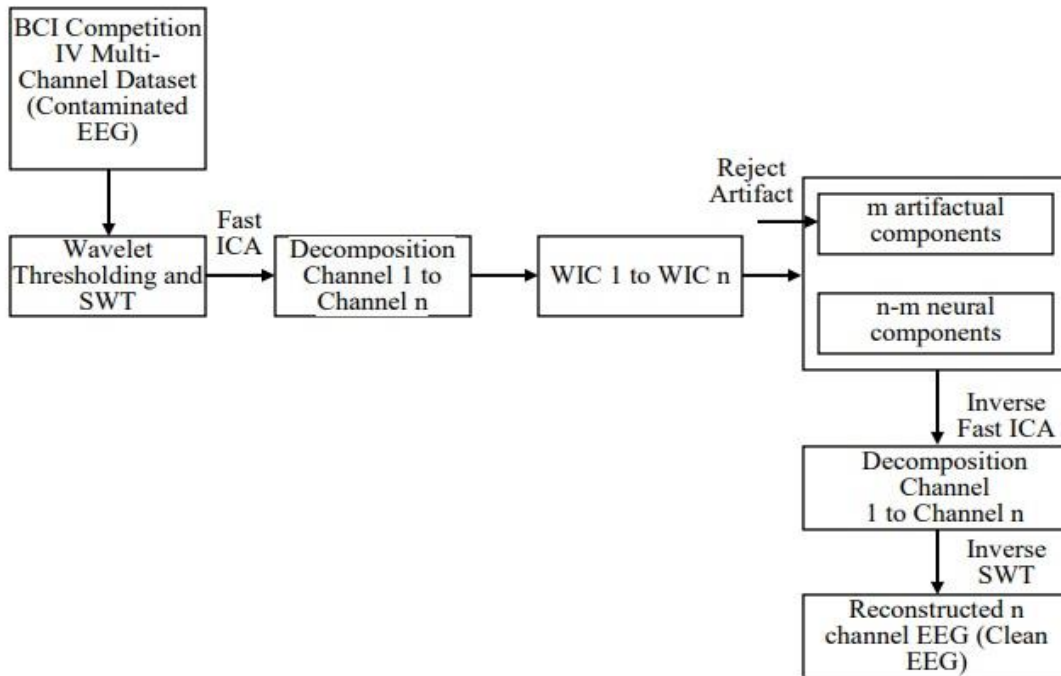 BCI Competition
IV Multi-
Channel Dataset
(Contaminated
EEG)
Wavelet
Thresholding and
SWT
Fast
ICA
Decomposition
Channel 1 to
Channel n
WIC 1 to WIC n
Reject
Artifact
m artifactual
components
n-m neural
components
Inverse
Fast ICA
Decomposition
Channel
1 to Channel n
Inverse
SWT
Reconstructed n
channel EEG (Clean
EEG)